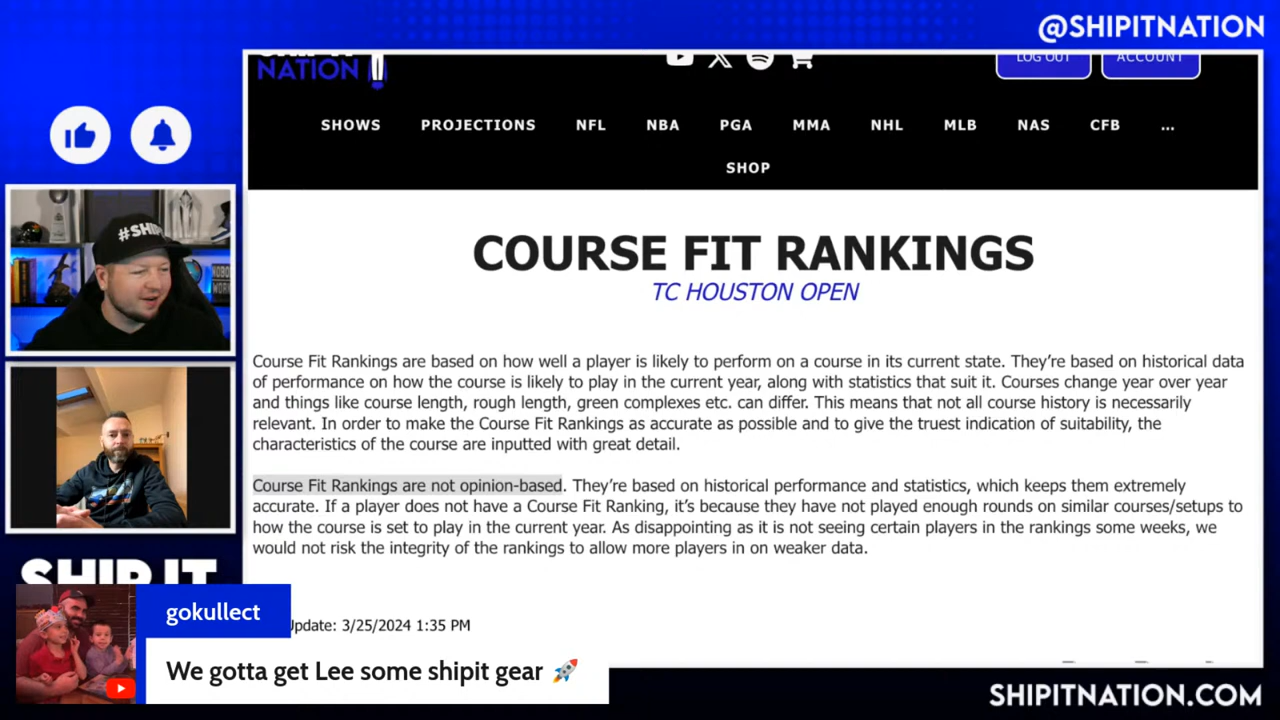 @SHIPITNATION
NATION
LOG OUT
ACCOUNT
SHOWS PROJECTIONS NFL NBA PGA MMA NHL MLB NAS CFB ...
SHOP
#SHIP
COURSE FIT RANKINGS
TC HOUSTON OPEN
Course Fit Rankings are based on how well a player is likely to perform on a course in its current state. They're based on historical data
of performance on how the course is likely to play in the current year, along with statistics that suit it. Courses change year over year
and things like course length, rough length, green complexes etc. can differ. This means that not all course history is necessarily
relevant. In order to make the Course Fit Rankings as accurate as possible and to give the truest indication of suitability, the
characteristics of the course are inputted with great detail.
Course Fit Rankings are not opinion-based. They're based on historical performance and statistics, which keeps them extremely
accurate. If a player does not have a Course Fit Ranking, it's because they have not played enough rounds on similar courses/setups to
how the course is set to play in the current year. As disappointing as it is not seeing certain players in the rankings some weeks, we
would not risk the integrity of the rankings to allow more players in on weaker data.
SHIP IT
gokullect
Update: 3/25/2024 1:35 PM
We gotta get Lee some shipit gear 🚀
SHIPITNATION.COM